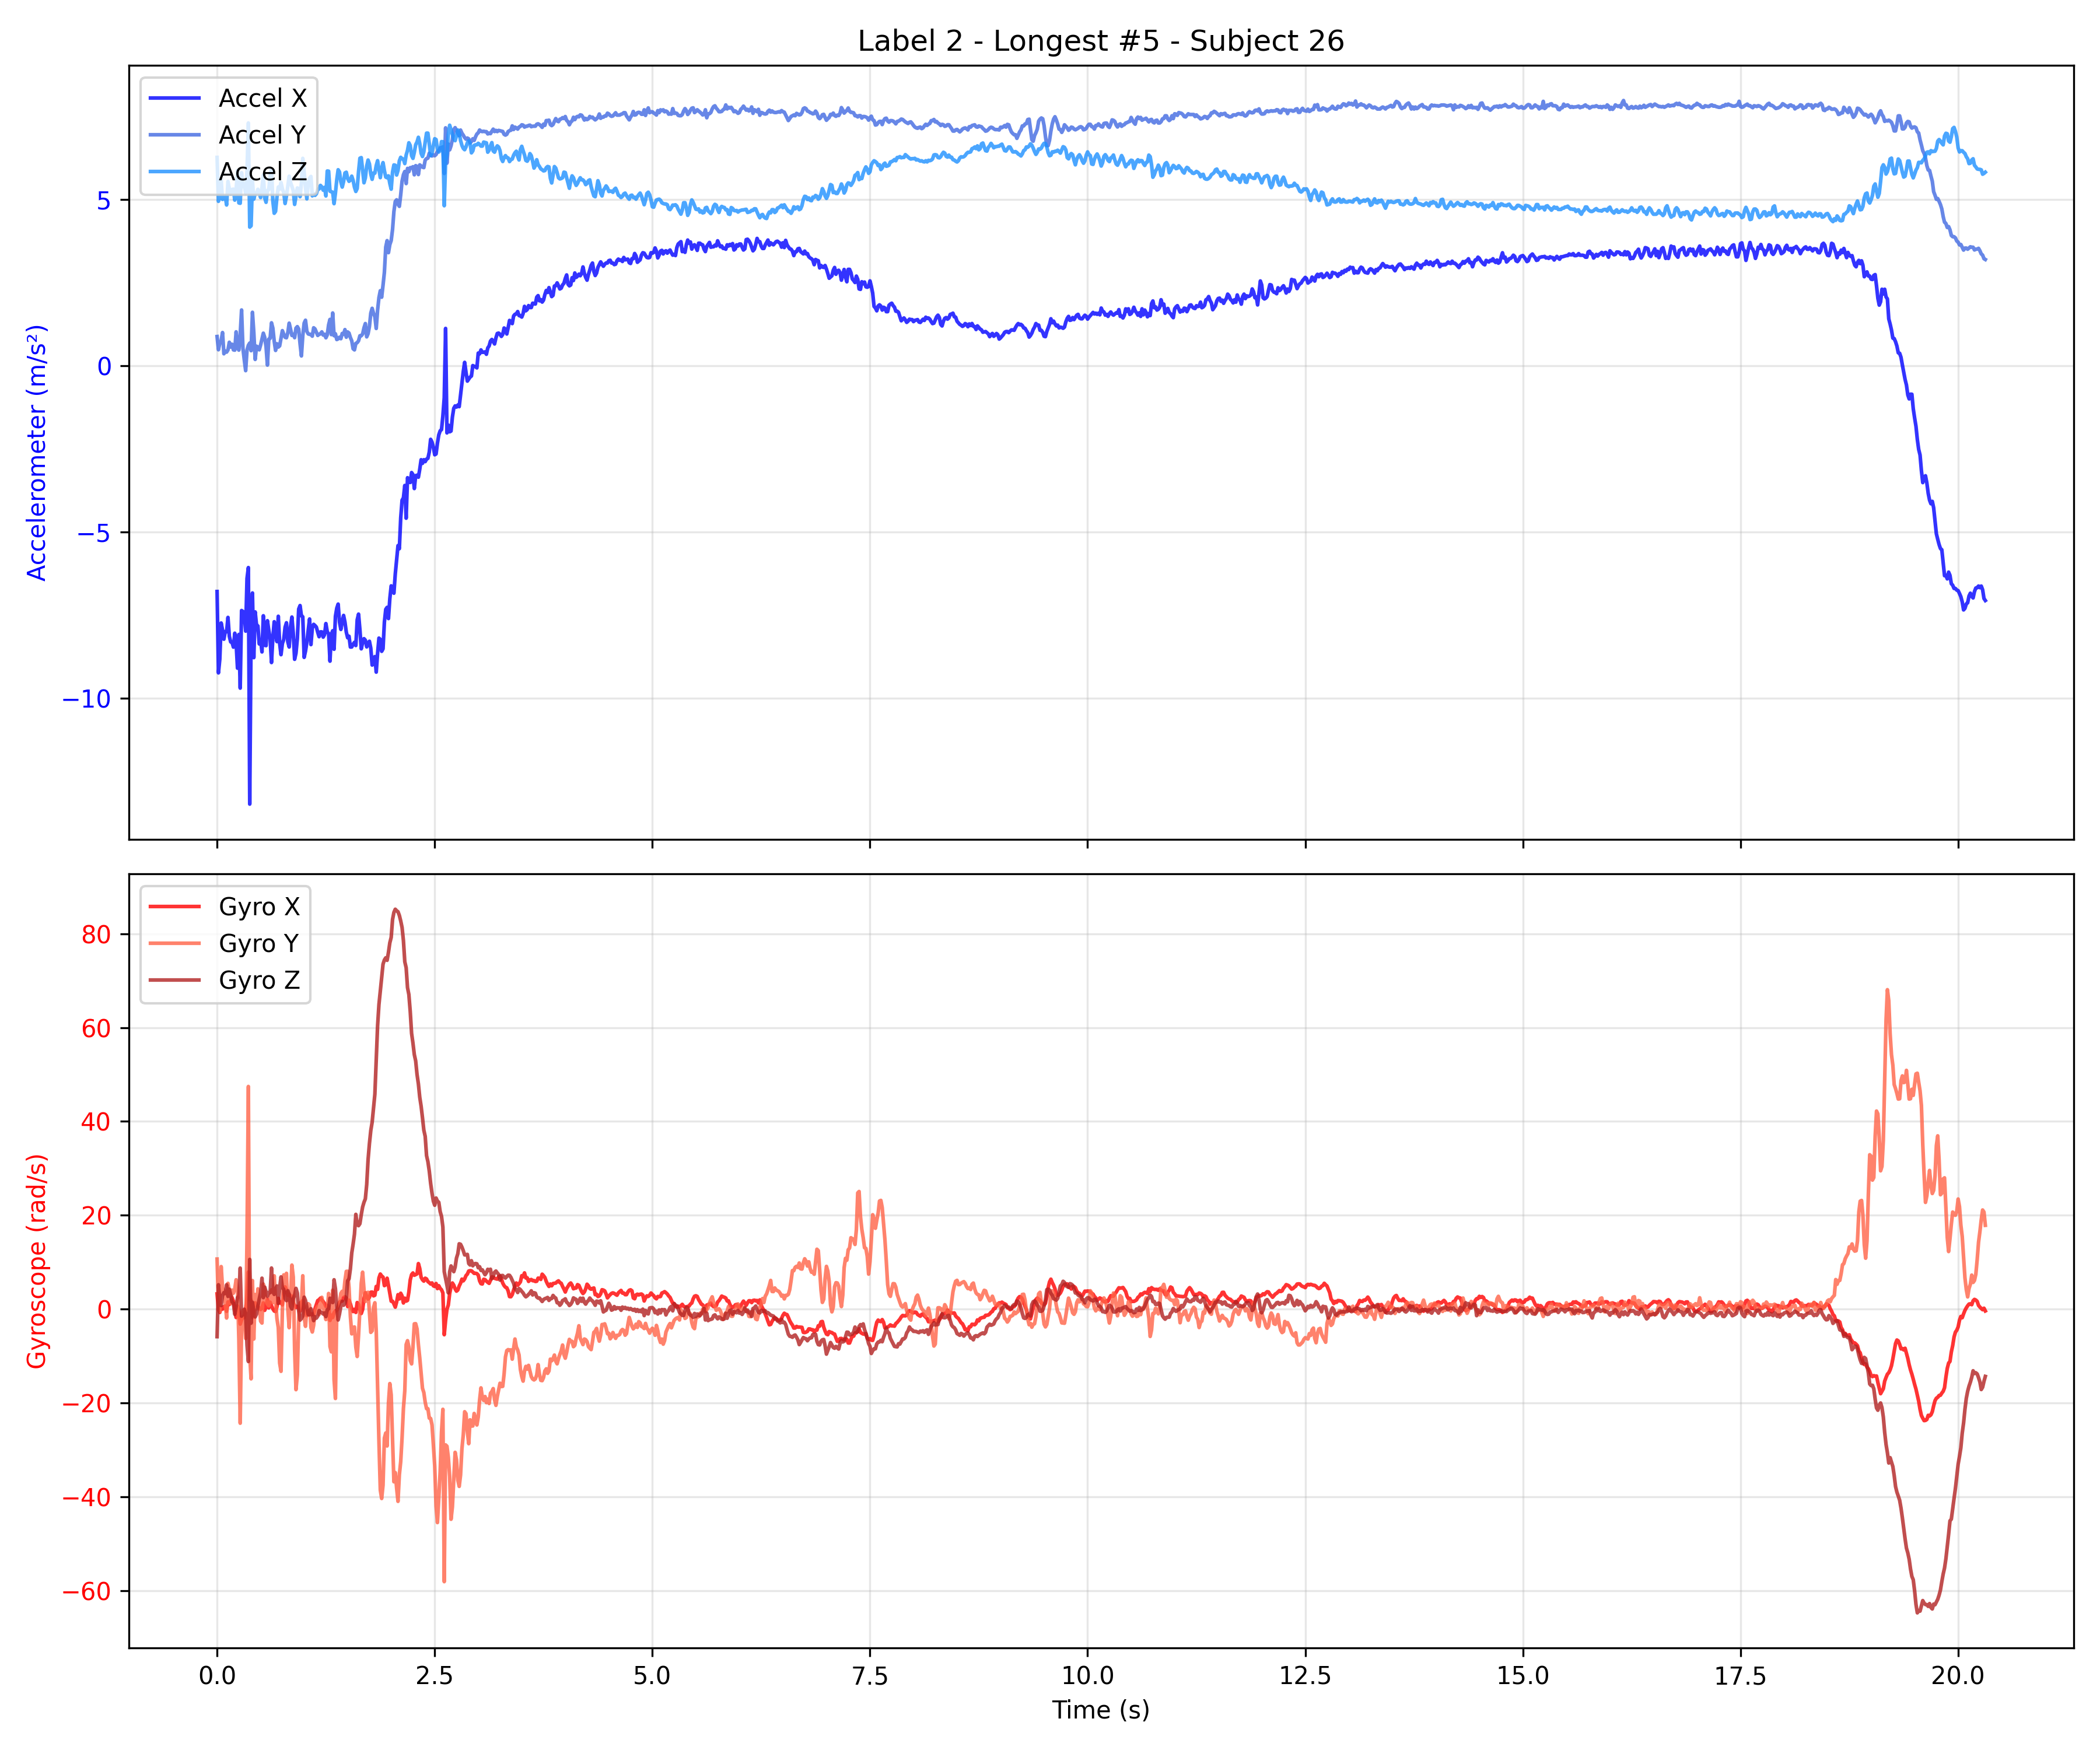 Label 2 - Longest #5 - Subject 26
Accel X
Accel Y
Accel Z
Accelerometer (m/s²)
5
0
−5
−10
Gyro X
Gyro Y
Gyro Z
Gyroscope (rad/s)
80
60
40
20
0
−20
−40
−60
0.0 2.5 5.0 7.5 10.0 12.5 15.0 17.5 20.0
Time (s)